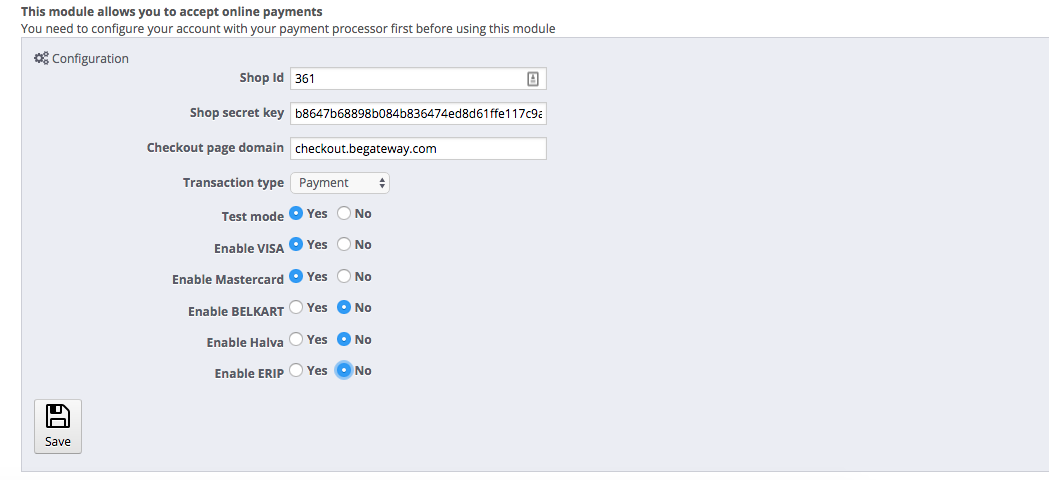 This module allows you to accept online payments
You need to configure your account with your payment processor first before using this module
Configuration
Shop Id 361
Shop secret key b8647b68898b084b836474ed8d61ffe117c9a
Checkout page domain checkout.begateway.com
Transaction type Payment
Test mode Yes No
Enable VISA Yes No
Enable Mastercard Yes No
Enable BELKART Yes No
Enable Halva Yes No
Enable ERIP Yes No
Save